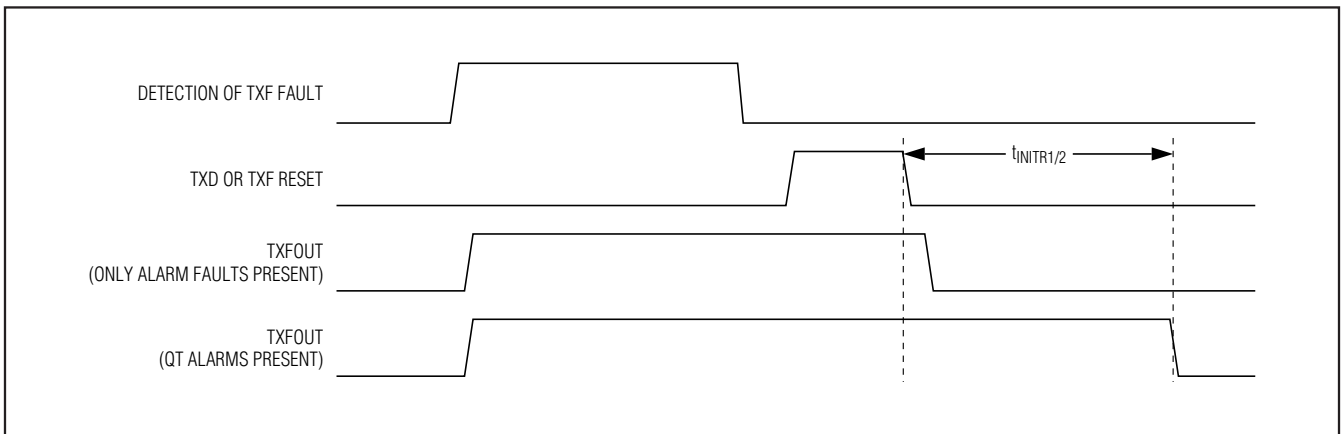 DETECTION OF TXF FAULT
TXD OR TXF RESET
tINITR1/2
TXFOUT
(ONLY ALARM FAULTS PRESENT)
TXFOUT
(QT ALARMS PRESENT)